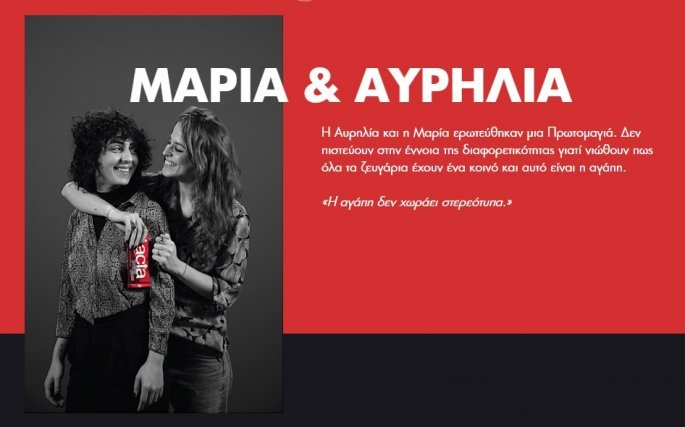 ΜΑΡΙΑ & ΑΥΡΗΛΙΑ
Η Αυρηλία και η Μαρία ερωτεύθηκαν μια Πρωτομαγιά. Δεν
πιστεύουν στην έννοια της διαφορετικότητας γιατί νιώθουν πως
όλα τα ζευγάρια έχουν ένα κοινό και αυτό είναι η αγάπη.
«Η αγάπη δεν χωράει στερεότυπα.»
lacta